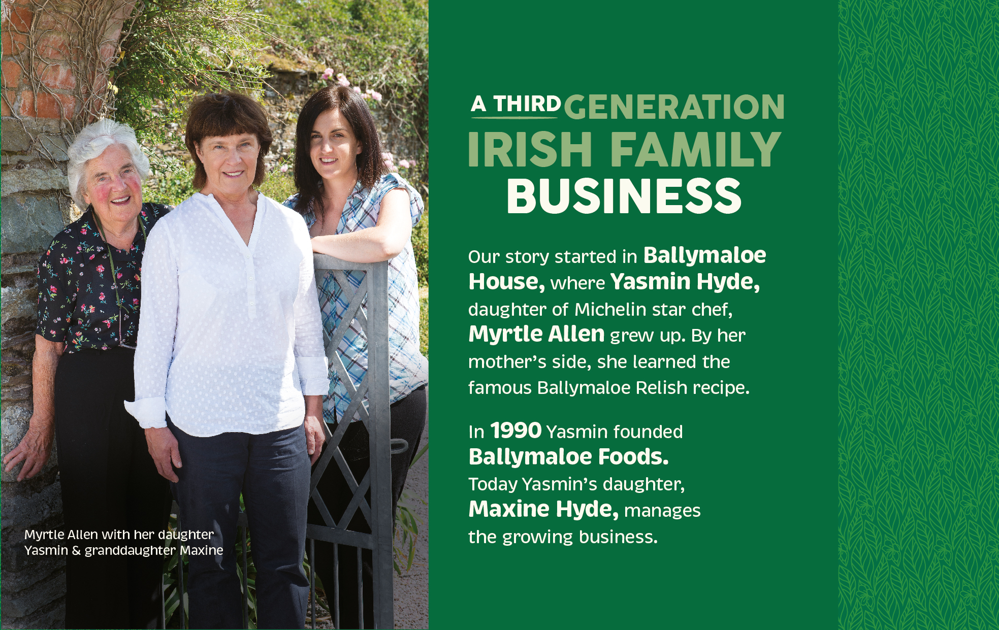 A THIRD GENERATION
IRISH FAMILY
BUSINESS
Our story started in Ballymaloe
House, where Yasmin Hyde,
daughter of Michelin star chef,
Myrtle Allen grew up. By her
mother’s side, she learned the
famous Ballymaloe Relish recipe.
In 1990 Yasmin founded
Ballymaloe Foods.
Today Yasmin’s daughter,
Maxine Hyde, manages
the growing business.
Myrtle Allen with her daughter
Yasmin & granddaughter Maxine